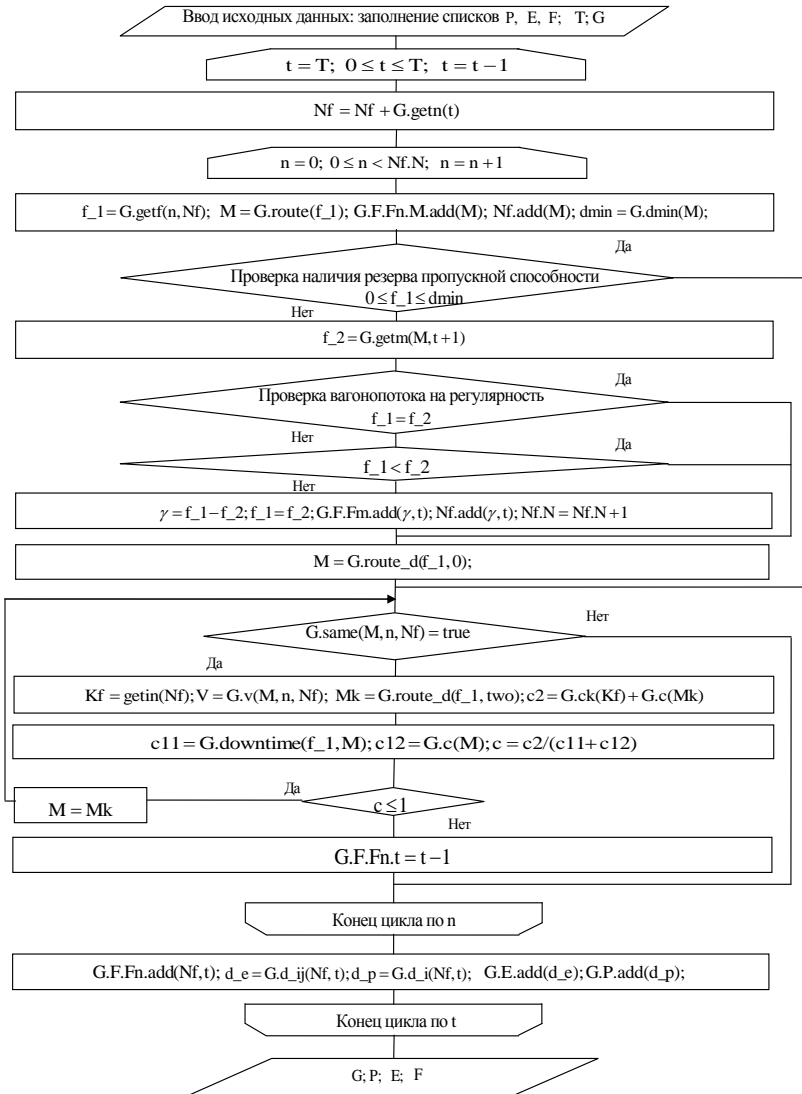 Ввод исходных данных: заполнение списков P, E, F; T; G
t = T; 0 ≤ t ≤ T; t = t − 1
Nf = Nf + G.getn(t)
n = 0; 0 ≤ n < Nf.N; n = n + 1
f_1 = G.getf(n, Nf); M = G.route(f_1); G.F.Fn.M.add(M); Nf.add(M); dmin = G.dmin(M);
Да
Проверка наличия резерва пропускной способности
0 ≤ f_1 ≤ dmin
Нет
f_2 = G.getm(M, t + 1)
Да
Проверка вагонопотока на регулярность
f_1 = f_2
Нет
Да
f_1 < f_2
Нет
γ = f_1 − f_2; f_1 = f_2; G.F.Fm.add(γ, t); Nf.add(γ, t); Nf.N = Nf.N + 1
M = G.route_d(f_1, 0);
Нет
G.same(M, n, Nf) = true
Да
Kf = getin(Nf); V = G.v(M, n, Nf); Mk = G.route_d(f_1, two); c2 = G.ck(Kf) + G.c(Mk)
c11 = G.downtime(f_1, M); c12 = G.c(M); c = c2/(c11 + c12)
Да
M = Mk
c ≤ 1
Нет
G.F.Fn.t = t − 1
Конец цикла по n
G.F.Fn.add(Nf, t); d_e = G.d_ij(Nf, t); d_p = G.d_i(Nf, t); G.E.add(d_e); G.P.add(d_p);
Конец цикла по t
G; P; E; F